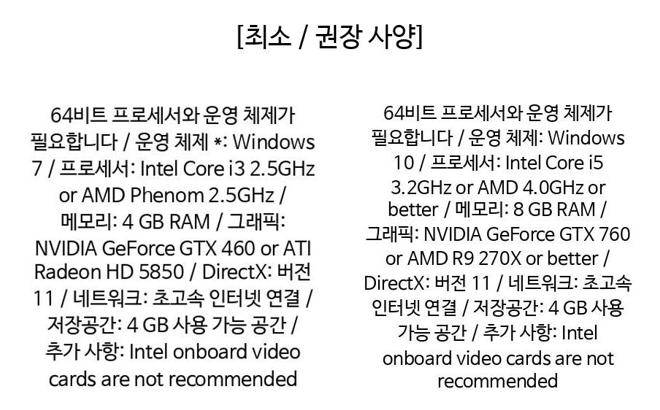 [최소 / 권장 사양]
64비트 프로세서와 운영 체제가
필요합니다 / 운영 체제 *: Windows
7 / 프로세서: Intel Core i3 2.5GHz
or AMD Phenom 2.5GHz /
메모리: 4 GB RAM / 그래픽:
NVIDIA GeForce GTX 460 or ATI
Radeon HD 5850 / DirectX: 버전
11 / 네트워크: 초고속 인터넷 연결 /
저장공간: 4 GB 사용 가능 공간 /
추가 사항: Intel onboard video
cards are not recommended
64비트 프로세서와 운영 체제가
필요합니다 / 운영 체제: Windows
10 / 프로세서: Intel Core i5
3.2GHz or AMD 4.0GHz or
better / 메모리: 8 GB RAM /
그래픽: NVIDIA GeForce GTX 760
or AMD R9 270X or better /
DirectX: 버전 11 / 네트워크: 초고속
인터넷 연결 / 저장공간: 4 GB 사용
가능 공간 / 추가 사항: Intel
onboard video cards are not
recommended